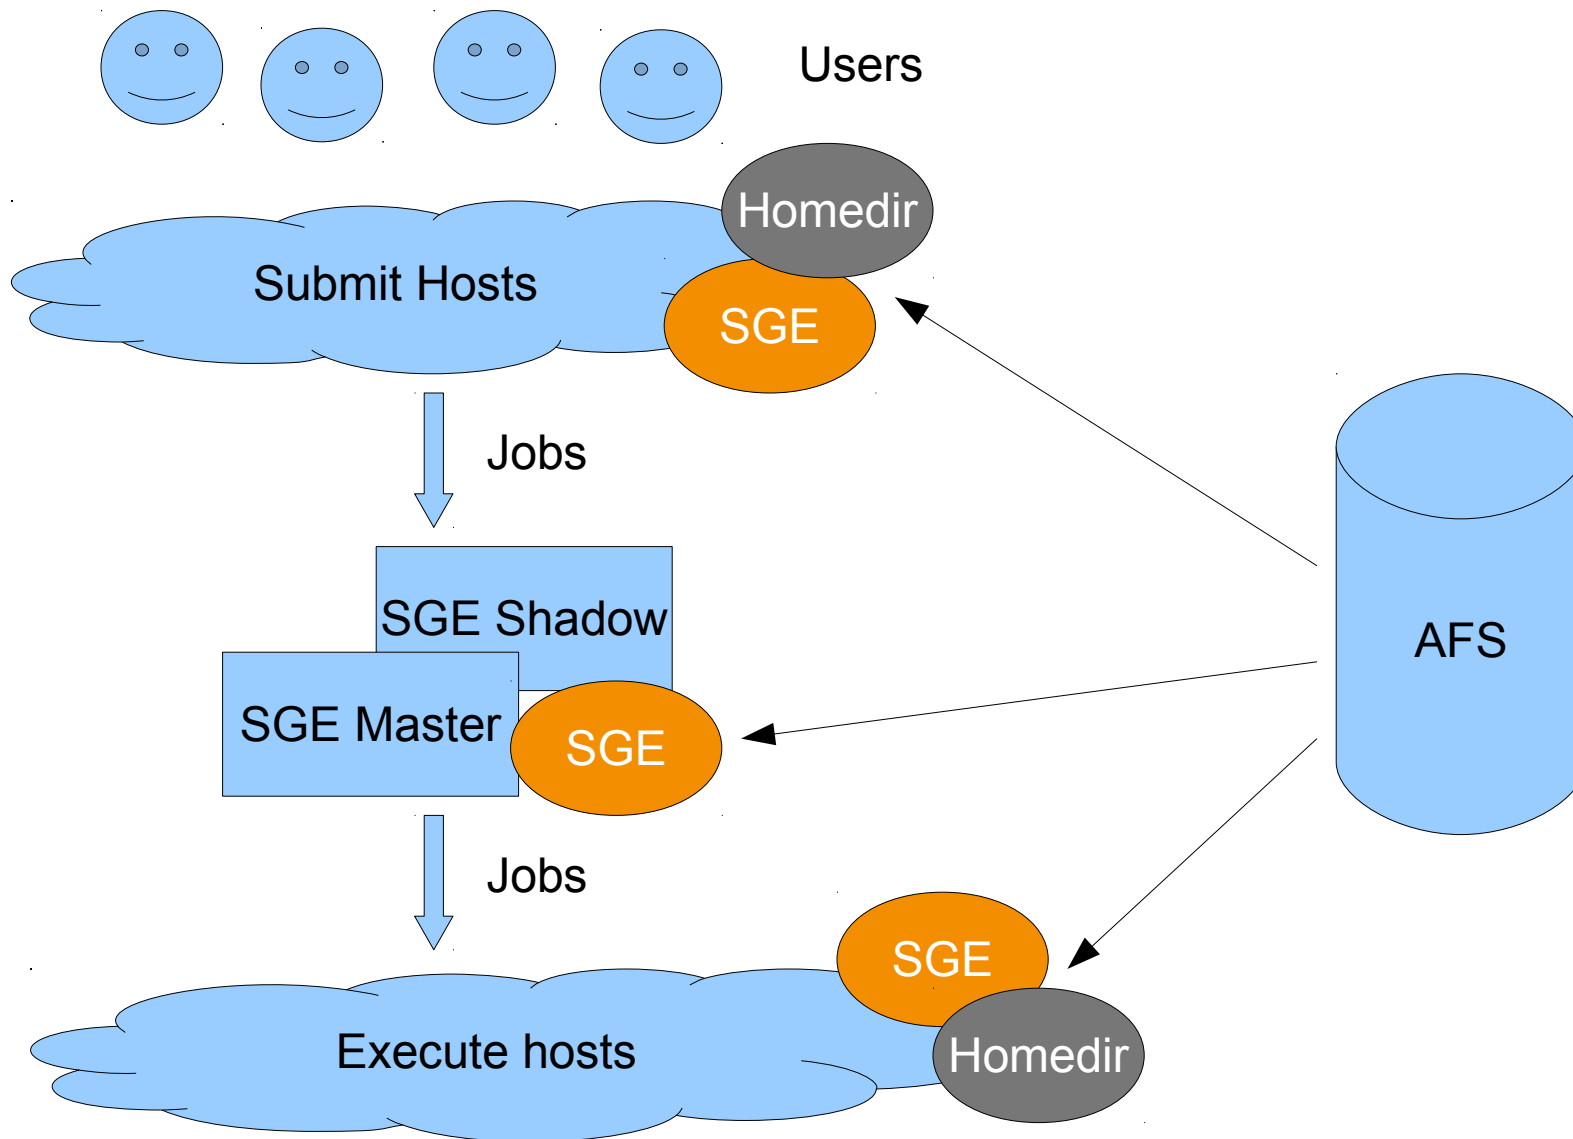 Users
Homedir
Submit Hosts
SGE
Jobs
SGE Shadow
AFS
SGE Master
SGE
Jobs
SGE
Execute hosts
Homedir